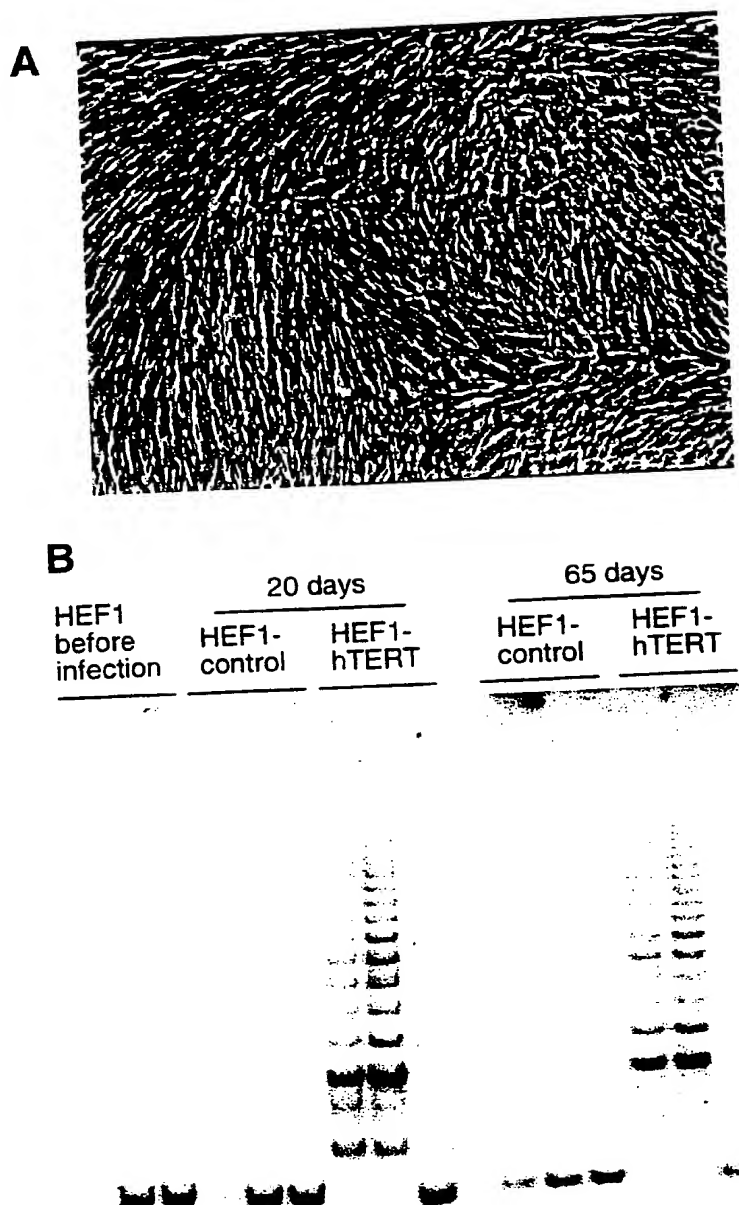 A
B
20 days
65 days
HEF1
before
infection
HEF1-
control
HEF1-
hTERT
HEF1-
control
HEF1-
hTERT